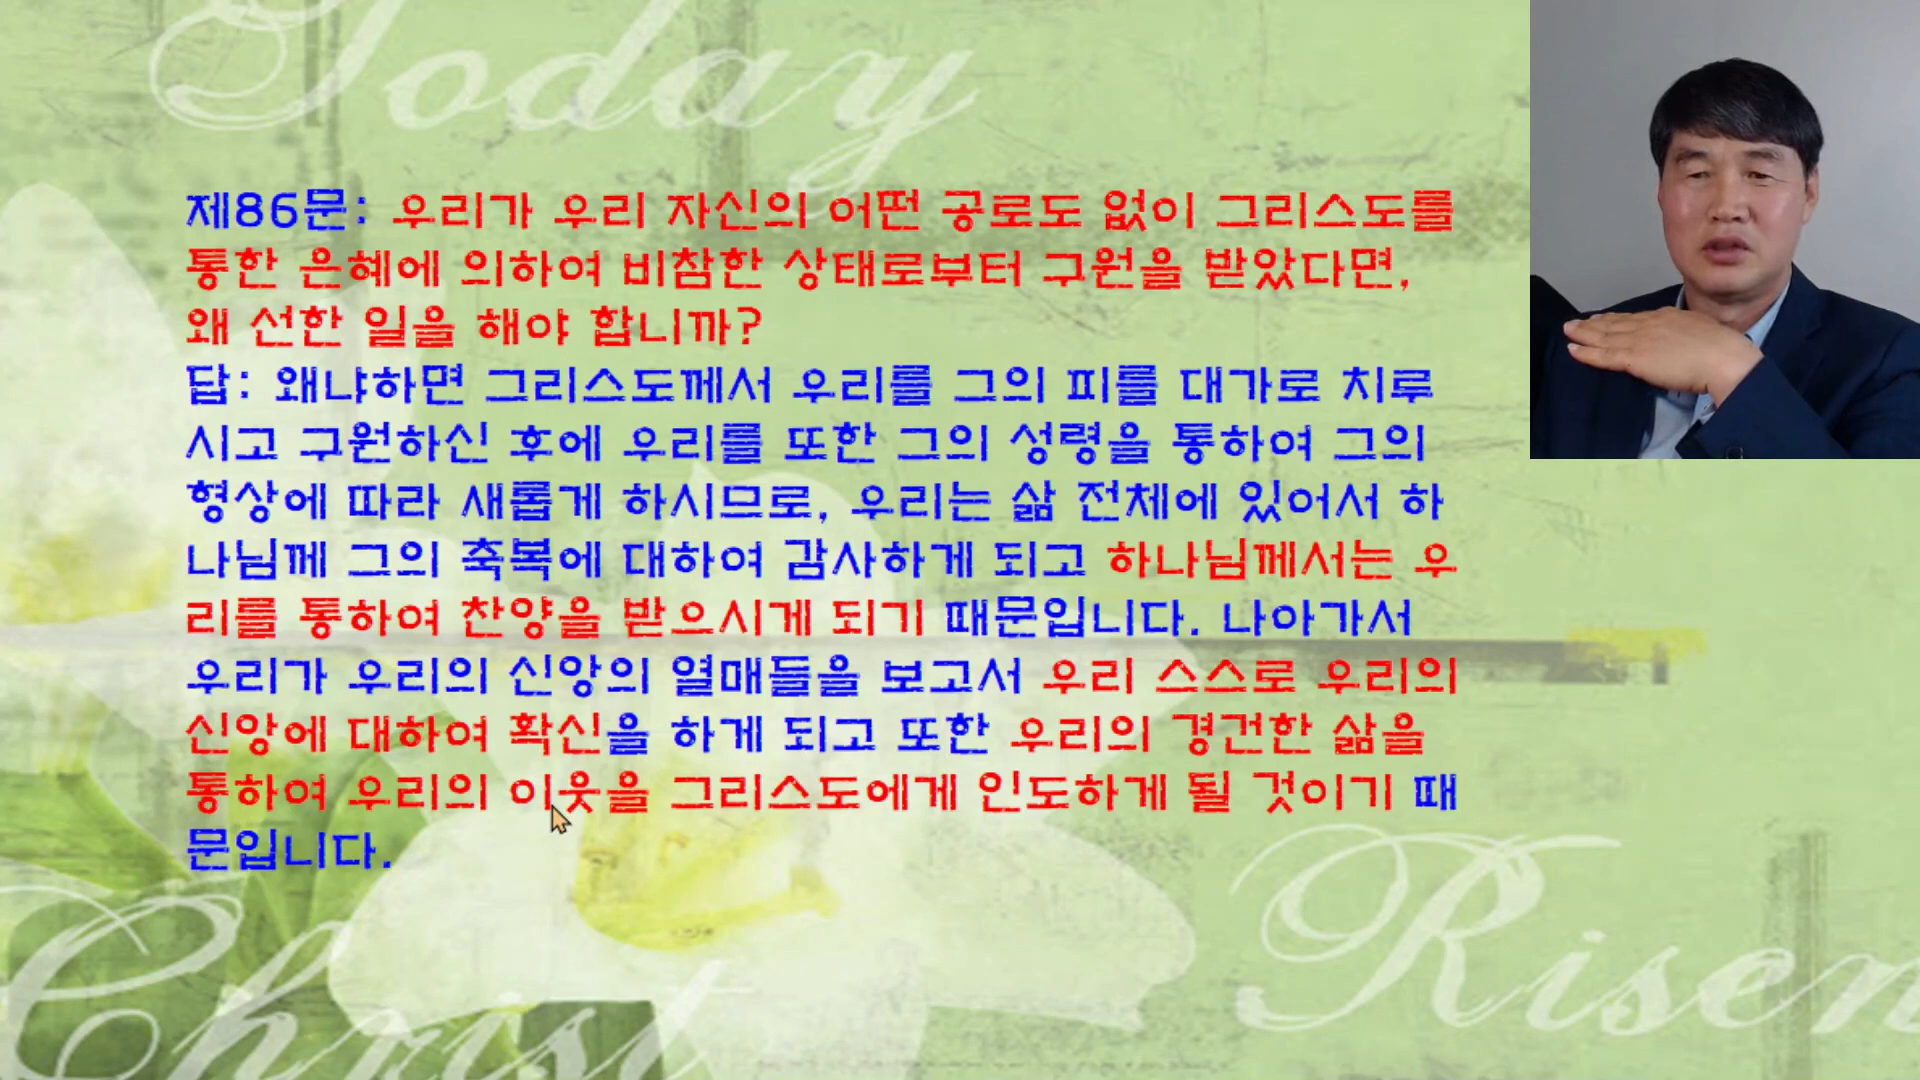 Today
제86문: 우리가 우리 자신의 어떤 공로도 없이 그리스도를
통한 은혜에 의하여 비참한 상태로부터 구원을 받았다면,
왜 선한 일을 해야 합니까?
답: 왜냐하면 그리스도께서 우리를 그의 피를 대가로 치루
시고 구원하신 후에 우리를 또한 그의 성령을 통하여 그의
형상에 따라 새롭게 하시므로, 우리는 삶 전체에 있어서 하
나님께 그의 축복에 대하여 감사하게 되고 하나님께서는 우
리를 통하여 찬양을 받으시게 되기 때문입니다. 나아가서
우리가 우리의 신앙의 열매들을 보고서 우리 스스로 우리의
신앙에 대하여 확신을 하게 되고 또한 우리의 경건한 삶을
통하여 우리의 이웃을 그리스도에게 인도하게 될 것이기 때
문입니다.
Christ
Risen